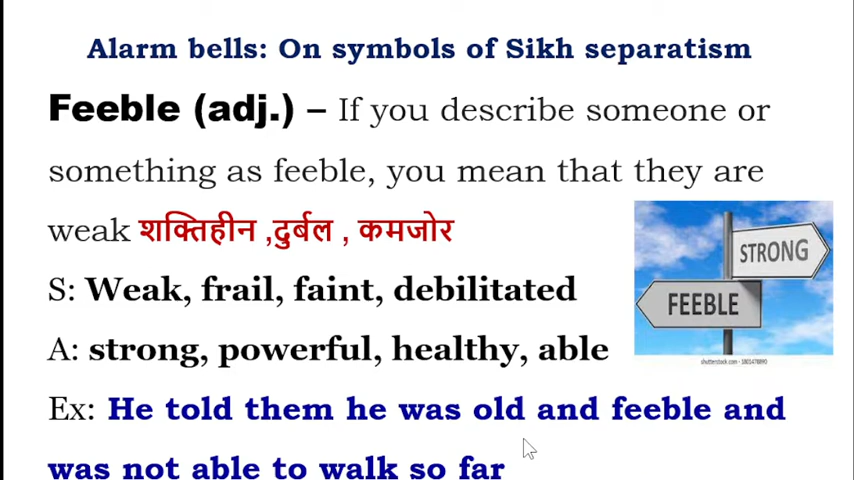 Alarm bells: On symbols of Sikh separatism
Feeble (adj.) – If you describe someone or
something as feeble, you mean that they are
weak शक्तिहीन ,दुर्बल , कमजोर
STRONG
FEEBLE
S: Weak, frail, faint, debilitated
A: strong, powerful, healthy, able
Ex: He told them he was old and feeble and
was not able to walk so far